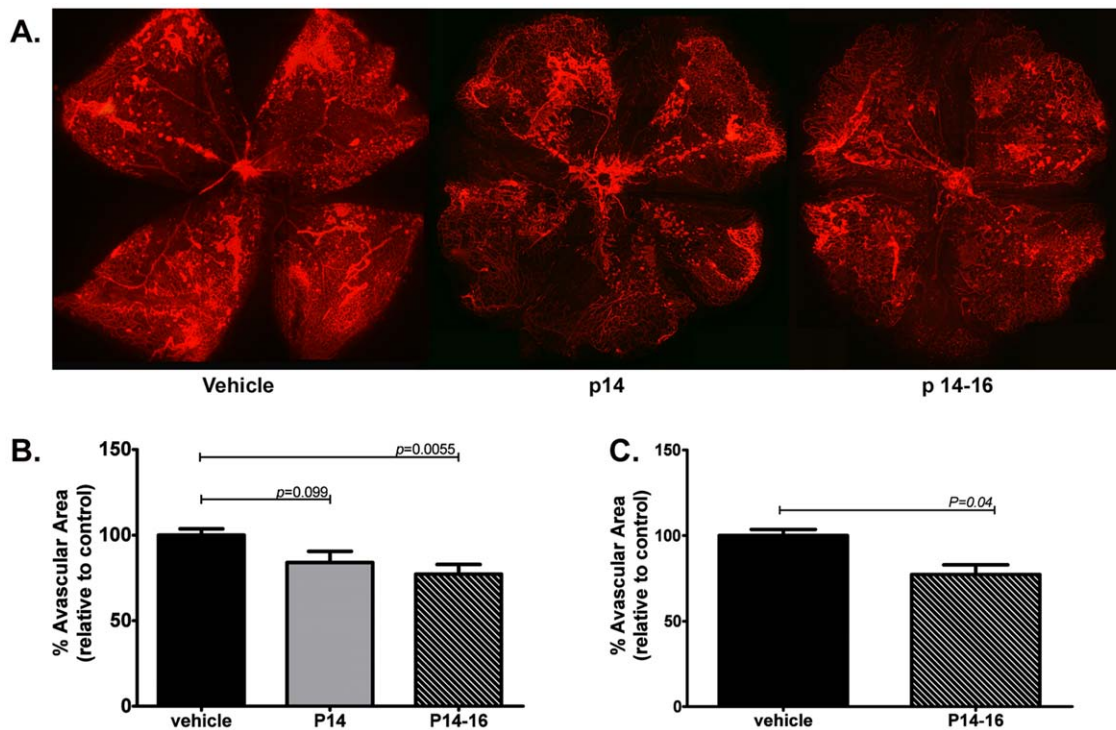 A.
Vehicle
p14
p 14-16
B.
% Avascular Area
(relative to control)
150
100
50
0
p=0.0055
p=0.099
vehicle
P14
P14-16
C.
% Avascular Area
(relative to control)
150
100
50
0
P=0.04
vehicle
P14-16